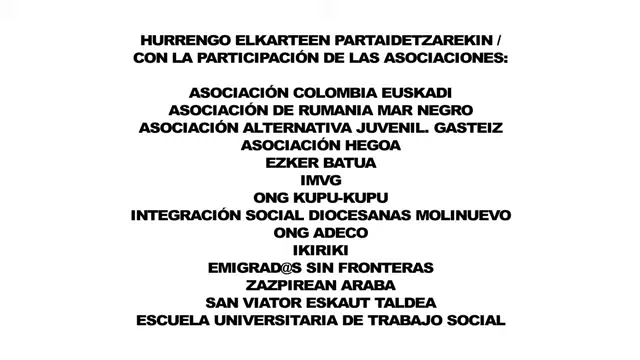 HURRENGO ELKARTEEN PARTAIDETZAREKIN /
CON LA PARTICIPACIÓN DE LAS ASOCIACIONES:
ASOCIACIÓN COLOMBIA EUSKADI
ASOCIACIÓN DE RUMANIA MAR NEGRO
ASOCIACIÓN ALTERNATIVA JUVENIL. GASTEIZ
ASOCIACIÓN HEGOA
EZKER BATUA
IMVG
ONG KUPU-KUPU
INTEGRACIÓN SOCIAL DIOCESANAS MOLINUEVO
ONG ADECO
IKIRIKI
EMIGRAD@S SIN FRONTERAS
ZAZPIREAN ARABA
SAN VIATOR ESKAUT TALDEA
ESCUELA UNIVERSITARIA DE TRABAJO SOCIAL